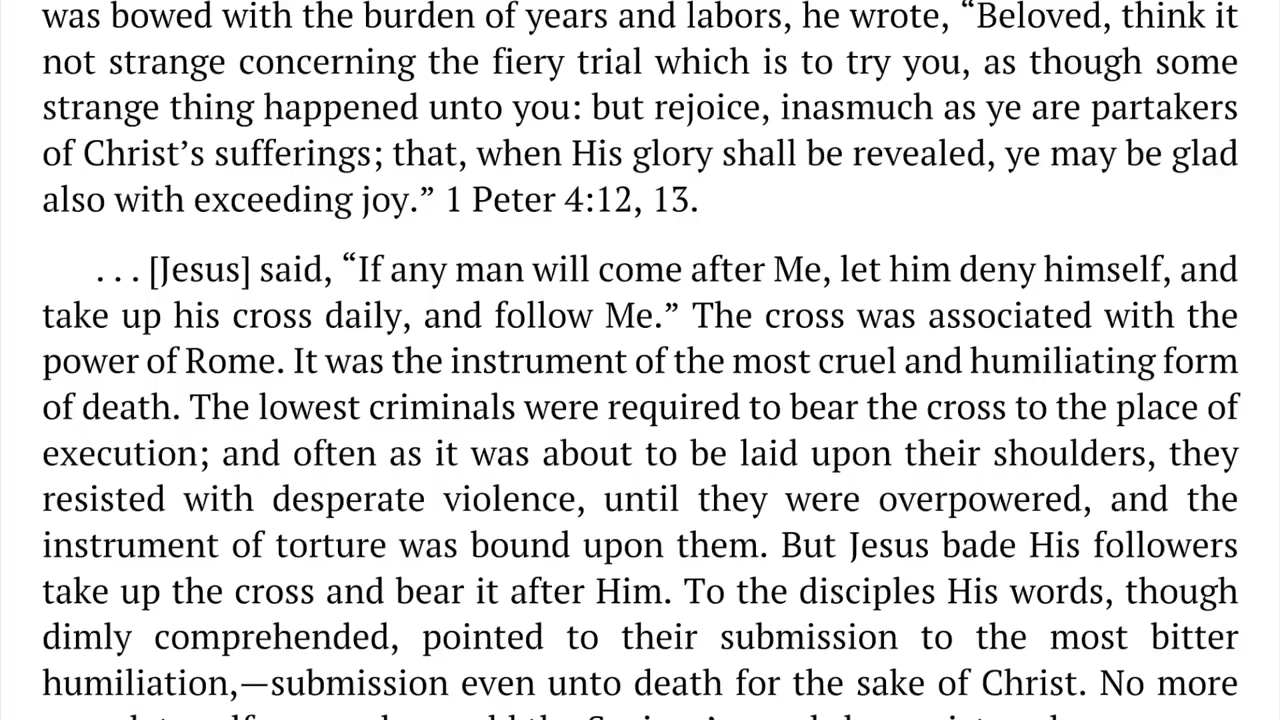 was bowed with the burden of years and labors, he wrote, “Beloved, think it
not strange concerning the fiery trial which is to try you, as though some
strange thing happened unto you: but rejoice, inasmuch as ye are partakers
of Christ’s sufferings; that, when His glory shall be revealed, ye may be glad
also with exceeding joy.” 1 Peter 4:12, 13.
. . . [Jesus] said, “If any man will come after Me, let him deny himself, and
take up his cross daily, and follow Me.” The cross was associated with the
power of Rome. It was the instrument of the most cruel and humiliating form
of death. The lowest criminals were required to bear the cross to the place of
execution; and often as it was about to be laid upon their shoulders, they
resisted with desperate violence, until they were overpowered, and the
instrument of torture was bound upon them. But Jesus bade His followers
take up the cross and bear it after Him. To the disciples His words, though
dimly comprehended, pointed to their submission to the most bitter
humiliation,—submission even unto death for the sake of Christ. No more